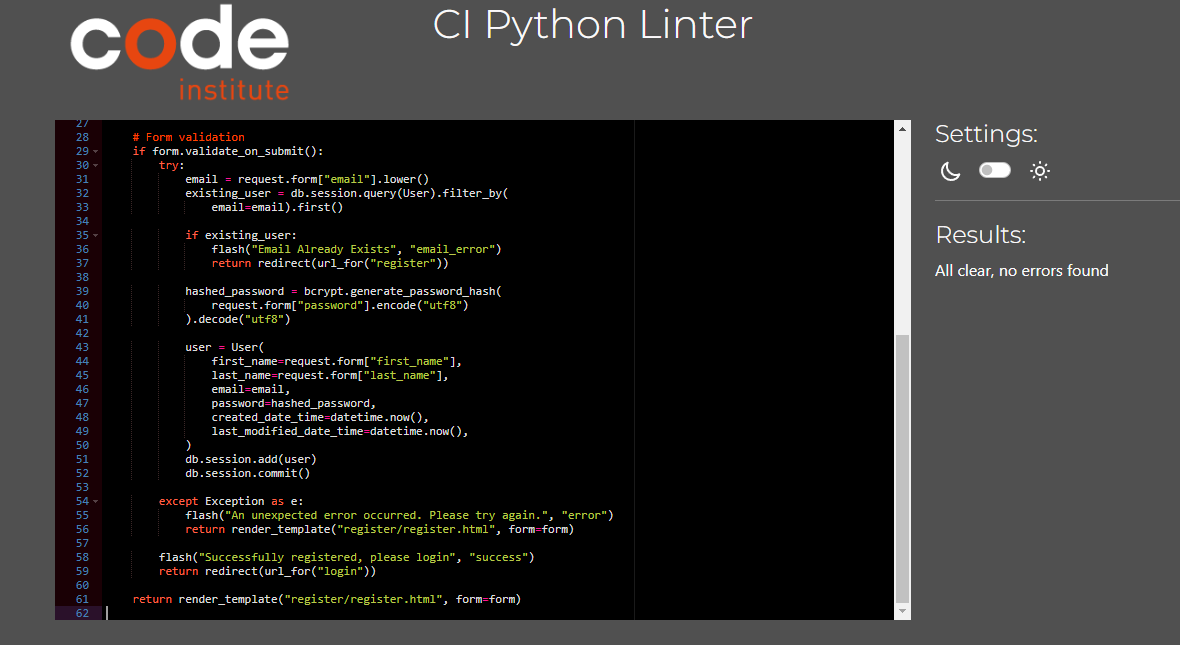 code
institute
CI Python Linter
27
28 # Form validation
29 if form.validate_on_submit():
30 try:
31 email = request.form["email"].lower()
32 existing_user = db.session.query(User).filter_by(
33 email=email).first()
34
35 if existing_user:
36 flash("Email Already Exists", "email_error")
37 return redirect(url_for("register"))
38
39 hashed_password = bcrypt.generate_password_hash(
40 request.form["password"].encode("utf8")
41 ).decode("utf8")
42
43 user = User(
44 first_name=request.form["first_name"],
45 last_name=request.form["last_name"],
46 email=email,
47 password=hashed_password,
48 created_date_time=datetime.now(),
49 last_modified_date_time=datetime.now(),
50 )
51 db.session.add(user)
52 db.session.commit()
53
54 except Exception as e:
55 flash("An unexpected error occurred. Please try again.", "error")
56 return render_template("register/register.html", form=form)
57
58 flash("Successfully registered, please login", "success")
59 return redirect(url_for("login"))
60
61 return render_template("register/register.html", form=form)
62
Settings:
Results:
All clear, no errors found